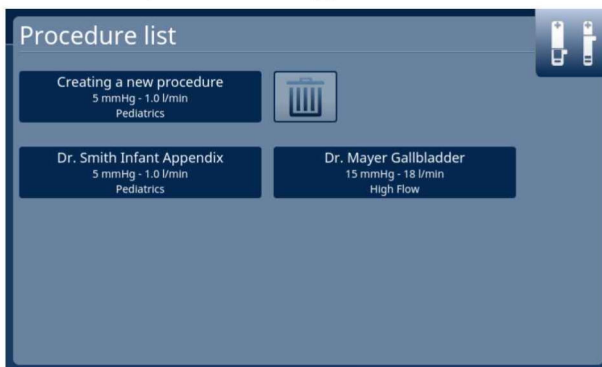 Procedure list
Creating a new procedure
5 mmHg - 1.0 l/min
Pediatrics
Dr. Smith Infant Appendix
5 mmHg - 1.0 l/min
Pediatrics
Dr. Mayer Gallbladder
15 mmHg - 18 l/min
High Flow